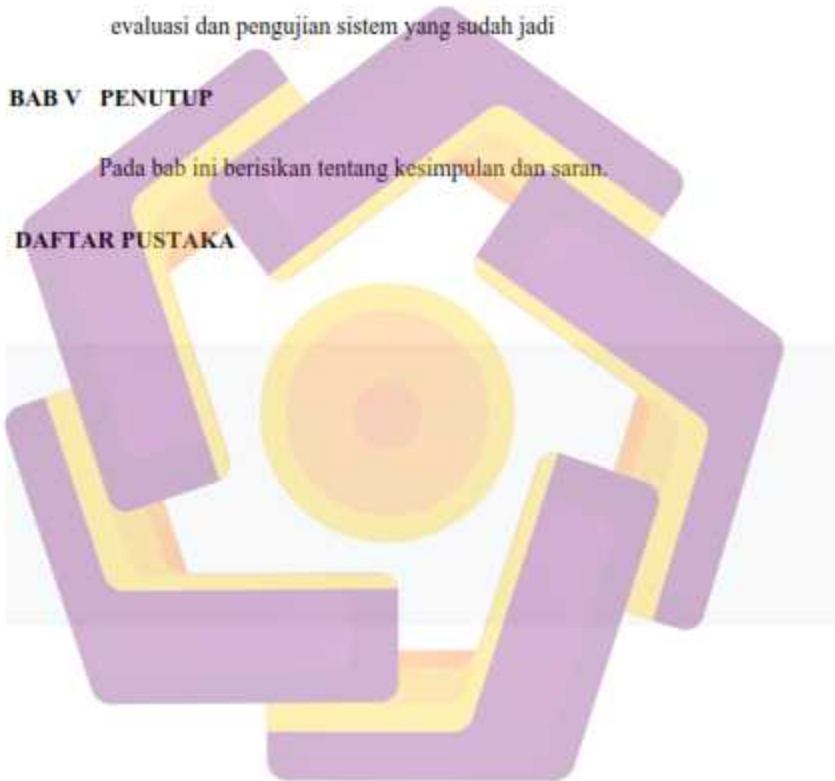 evaluasi dan pengujian sistem yang sudah jadi
BAB V PENUTUP
Pada bab ini berisikan tentang kesimpulan dan saran.
DAFTAR PUSTAKA